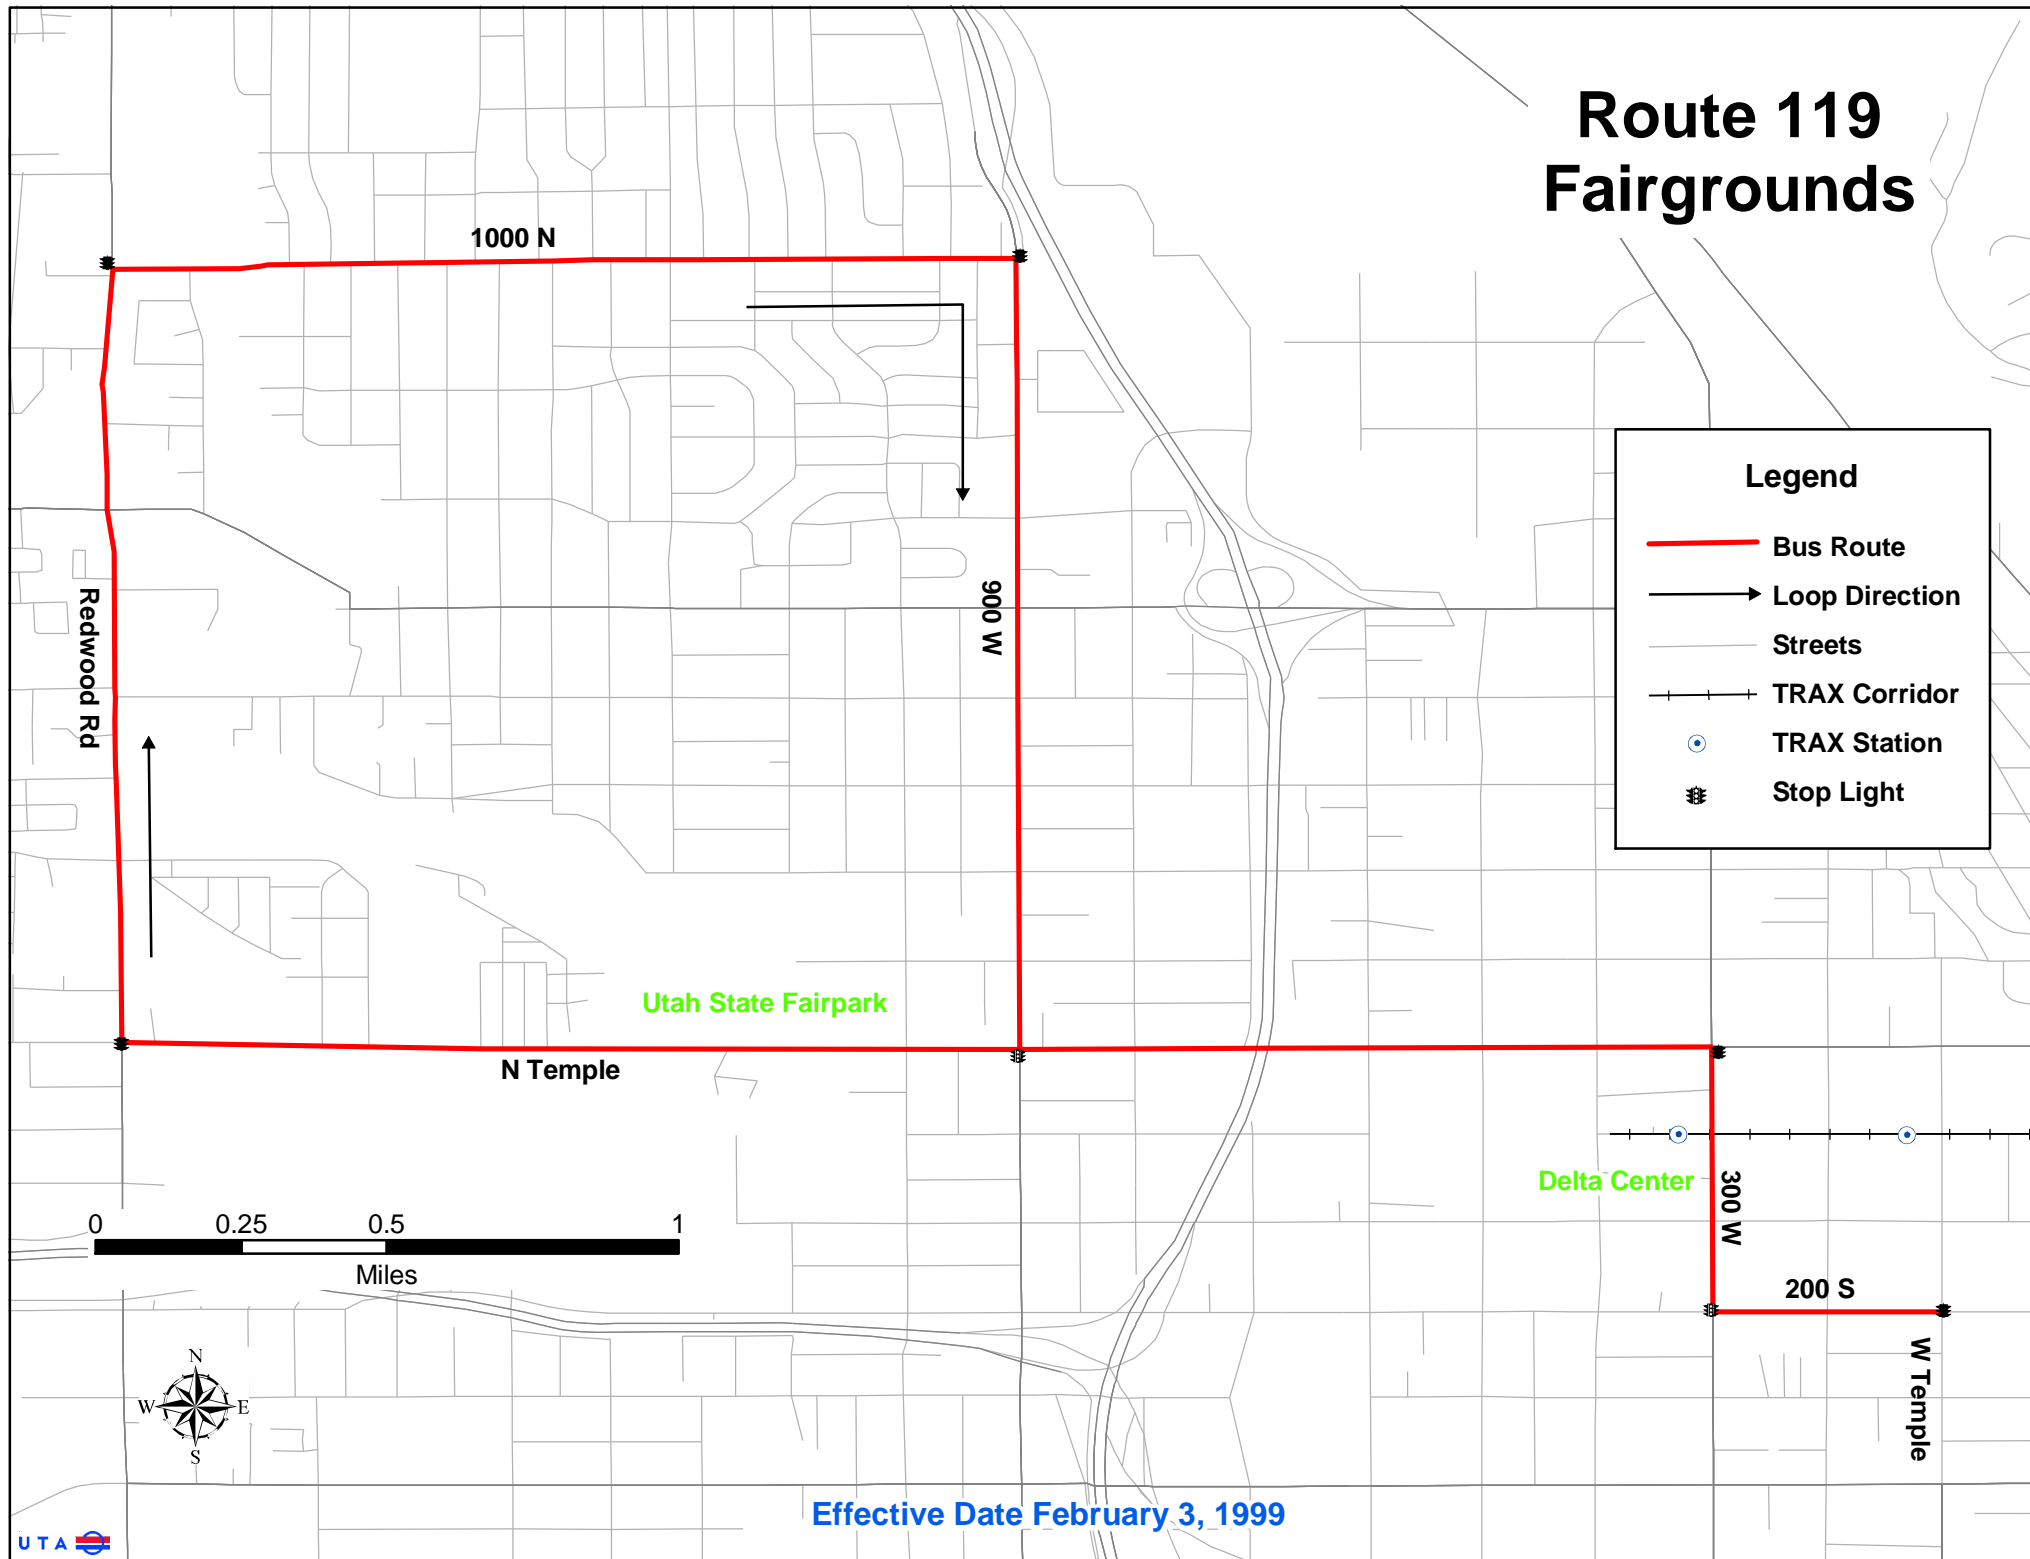 Route 119
Fairgrounds
1000 N
Legend
Bus Route
Loop Direction
Streets
TRAX Corridor
TRAX Station
Stop Light
Redwood Rd
900 W
Utah State Fairpark
N Temple
Delta Center
300 W
0 0.25 0.5 1
Miles
200 S
W Temple
N
W E
S
Effective Date February 3, 1999
UTA